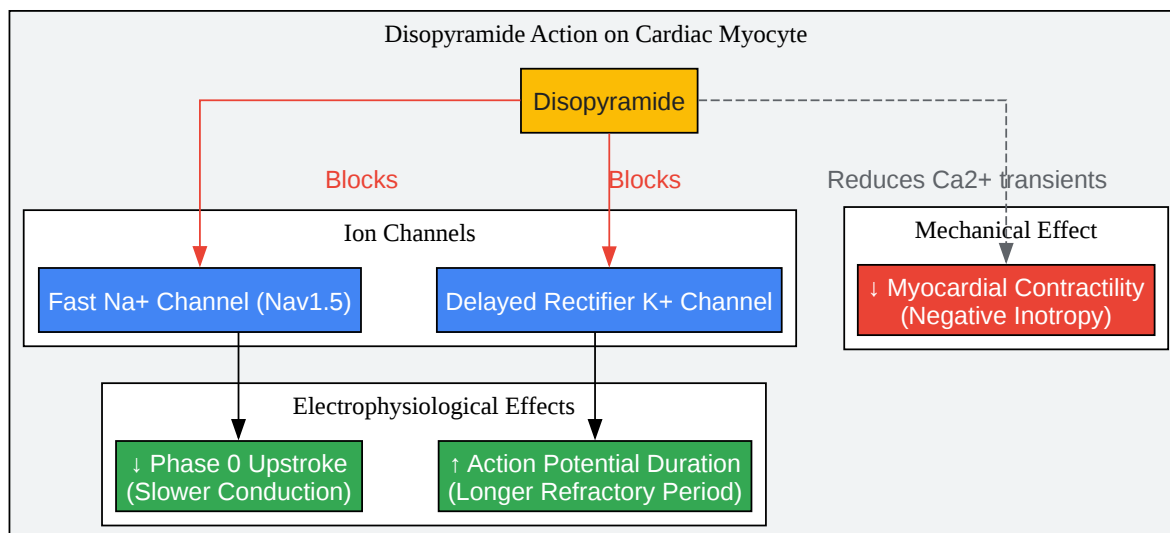 Disopyramide Action on Cardiac Myocyte
Disopyramide
Blocks
Blocks
Reduces Ca2+ transients
Ion Channels
Mechanical Effect
Fast Na+ Channel (Nav1.5)
Delayed Rectifier K+ Channel
↓ Myocardial Contractility
(Negative Inotropy)
Electrophysiological Effects
↓ Phase 0 Upstroke
(Slower Conduction)
↑ Action Potential Duration
(Longer Refractory Period)